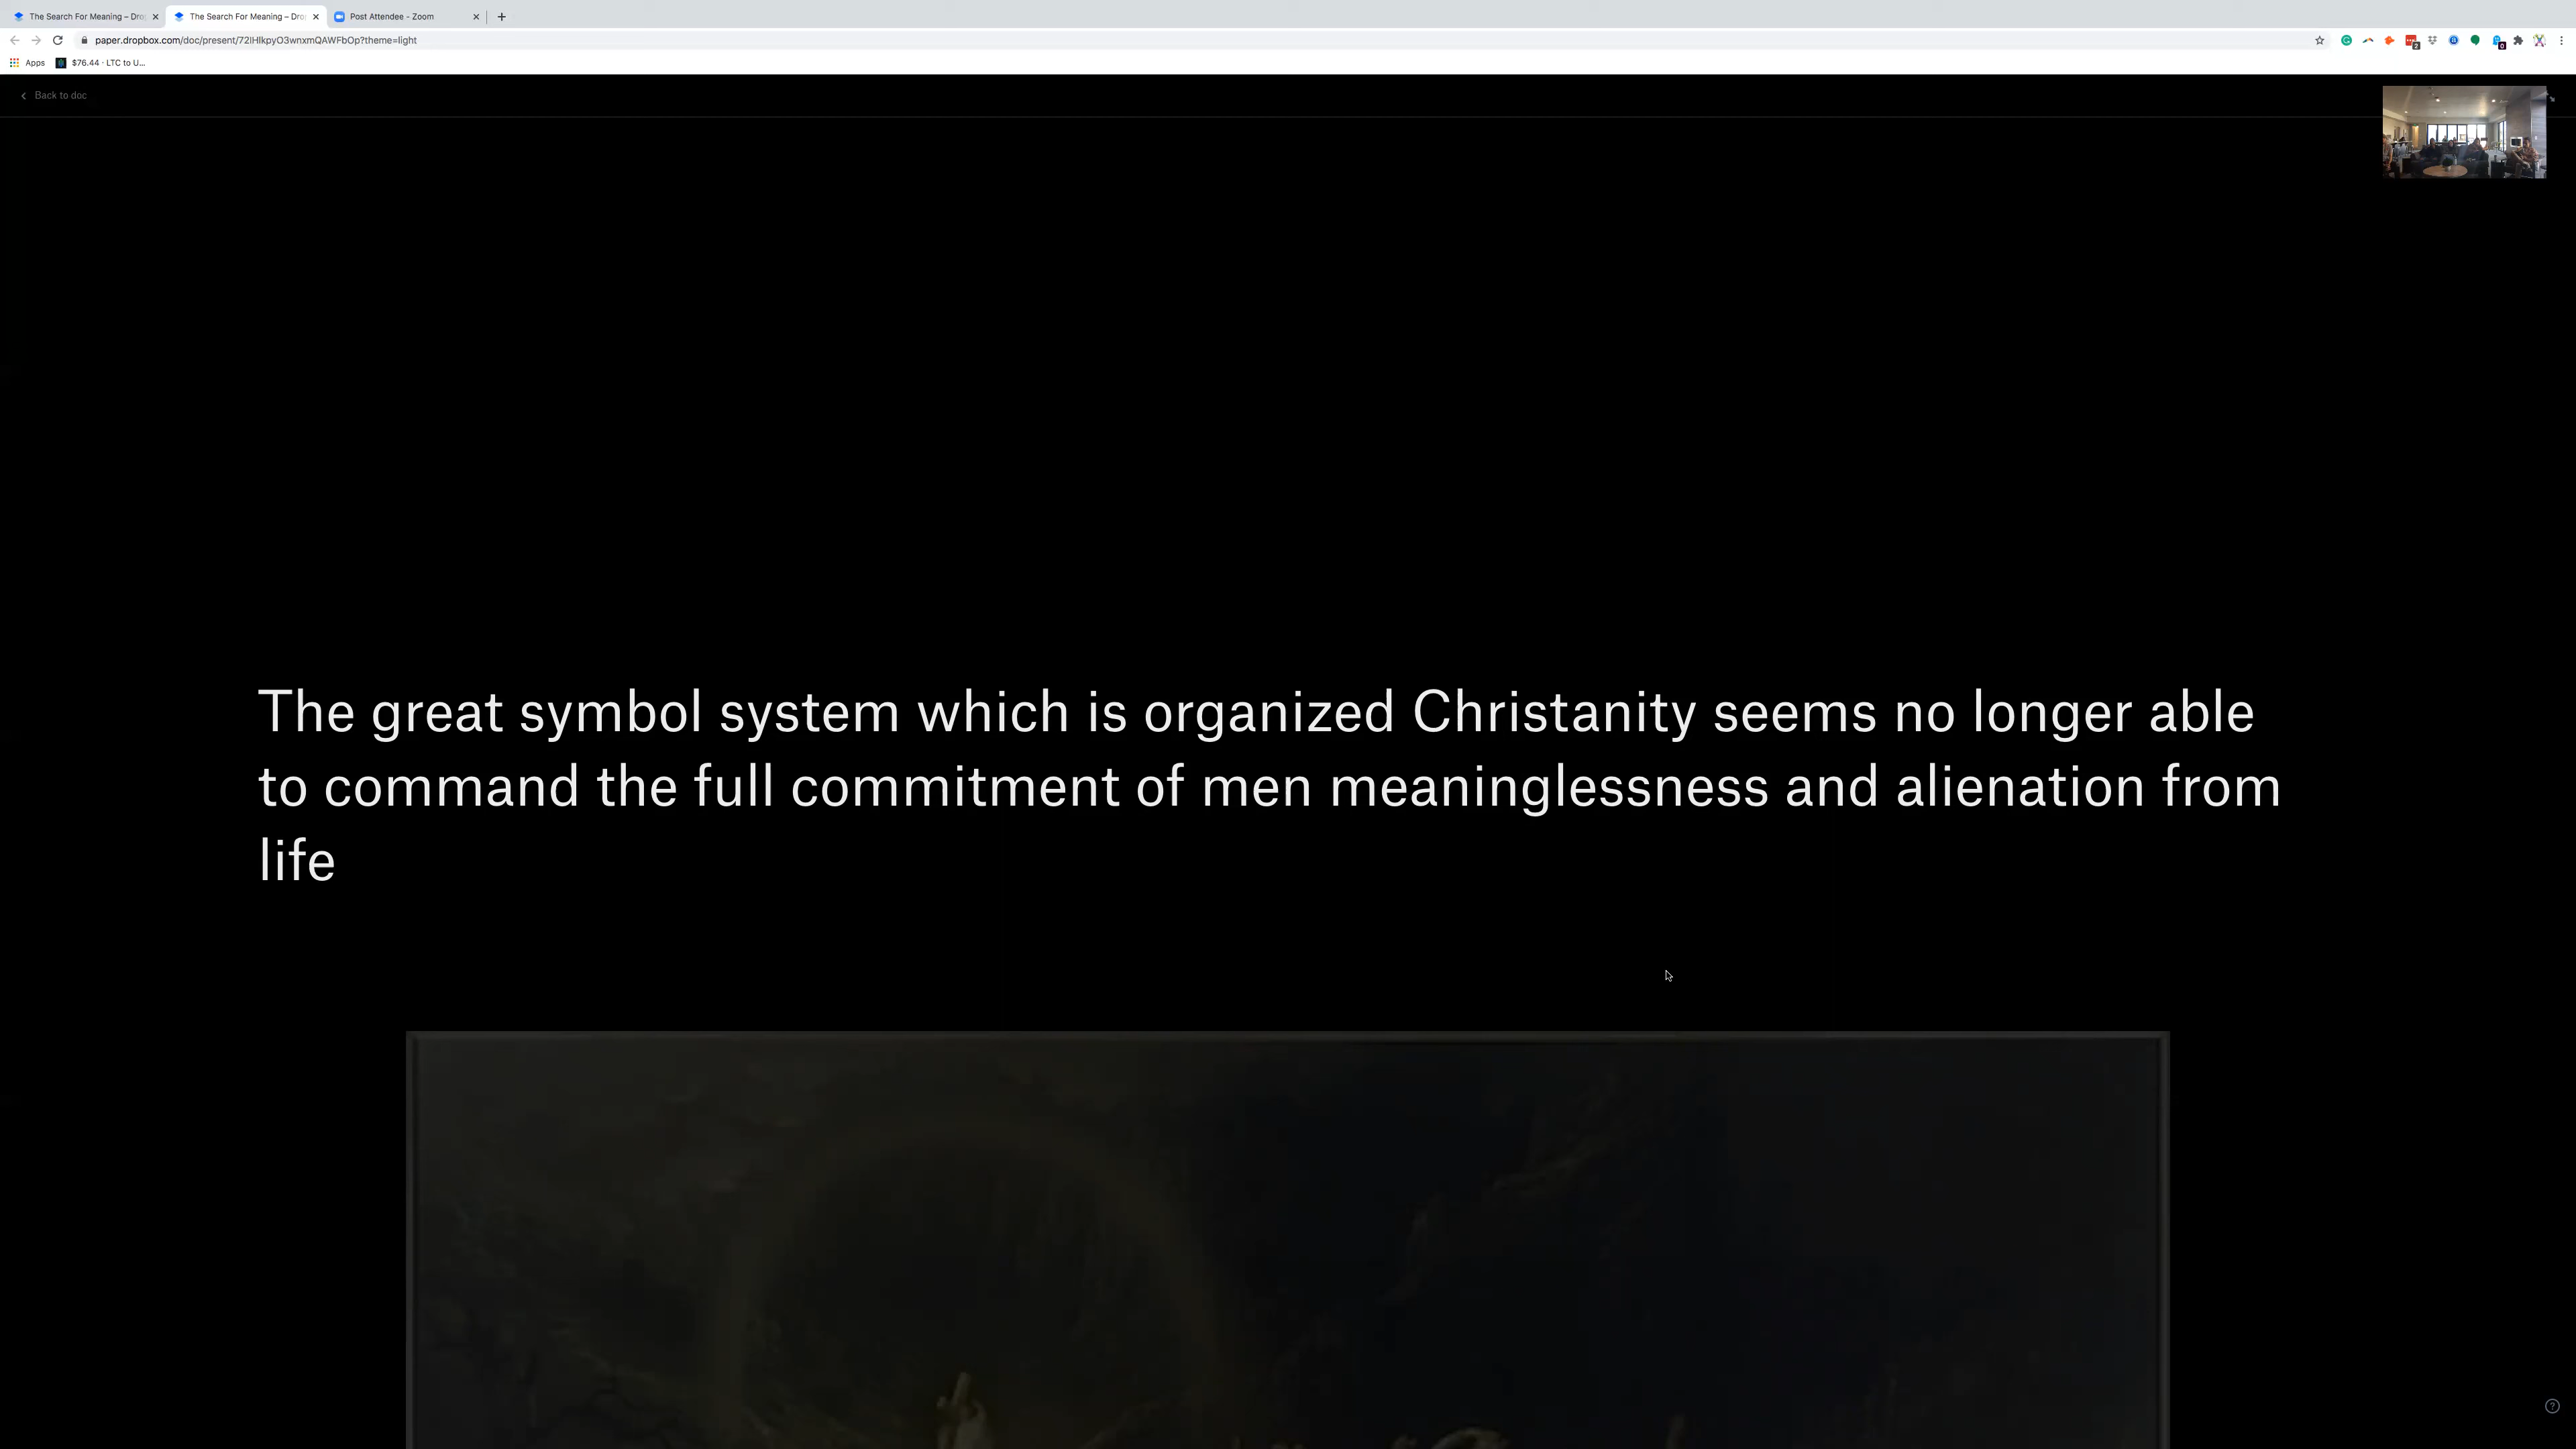 The Search For Meaning – Dro
The Search For Meaning – Dro
Post Attendee - Zoom
paper.dropbox.com/doc/present/72IHlkpyO3wnxmQAWFbOp?theme=light
Apps
$76.44 · LTC to U...
Back to doc
The great symbol system which is organized Christanity seems no longer able
to command the full commitment of men meaninglessness and alienation from
life